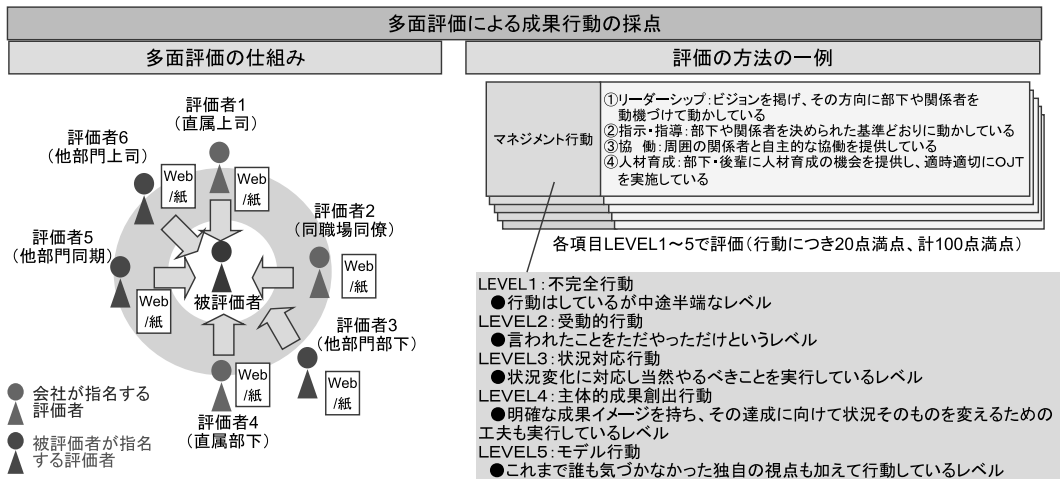 多面評価による成果行動の採点
多面評価の仕組み
評価者1
(直属上司)
評価者6
(他部門上司)
Web
/紙
Web
/紙
評価者2
(同職場同僚)
評価者5
(他部門同期)
Web
/紙
Web
/紙
被評価者
評価者3
(他部門部下)
Web
/紙
Web
/紙
評価者4
(直属部下)
会社が指名する
評価者
被評価者が指名
する評価者
評価の方法の一例
マネジメント行動
①リーダーシップ:ビジョンを掲げ、その方向に部下や関係者を
動機づけて動かしている
②指示・指導:部下や関係者を決められた基準どおりに動かしている
③協 働:周囲の関係者と自主的な協働を提供している
④人材育成:部下・後輩に人材育成の機会を提供し、適時適切にOJT
を実施している
各項目LEVEL1~5で評価(行動につき20点満点、計100点満点)
LEVEL1:不完全行動
●行動はしているが中途半端なレベル
LEVEL2:受動的行動
●言われたことをただやっただけというレベル
LEVEL3:状況対応行動
●状況変化に対応し当然やるべきことを実行しているレベル
LEVEL4:主体的成果創出行動
●明確な成果イメージを持ち、その達成に向けて状況そのものを変えるための
工夫も実行しているレベル
LEVEL5:モデル行動
●これまで誰も気づかなかった独自の視点も加えて行動しているレベル